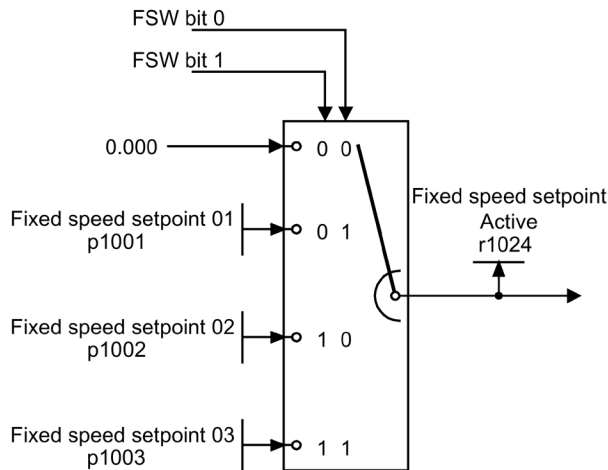 FSW bit 0
FSW bit 1
0.000
0 0
Fixed speed setpoint 01
p1001
0 1
Fixed speed setpoint
Active
r1024
Fixed speed setpoint 02
p1002
1 0
Fixed speed setpoint 03
p1003
1 1